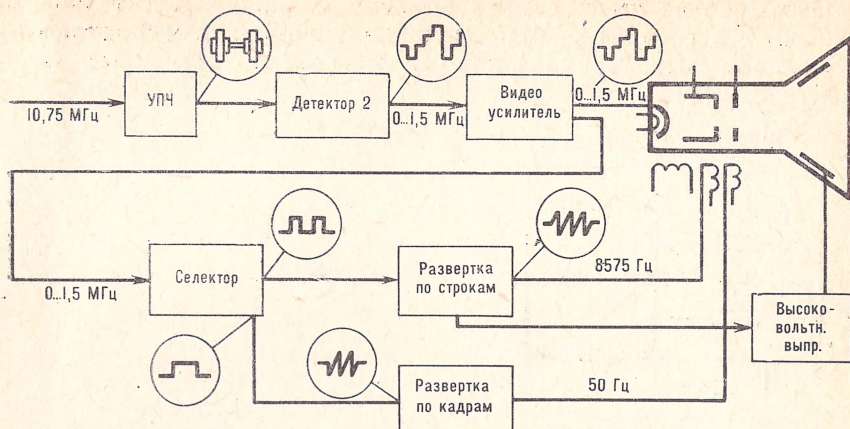 УПЧ
10,75 МГц
Детектор 2
0...1,5 МГц
Видео
усилитель
0...1,5 МГц
Селектор
0...1,5 МГц
Развертка
по строкам
8575 Гц
Высоко-
вольтн.
выпр.
Развертка
по кадрам
50 Гц